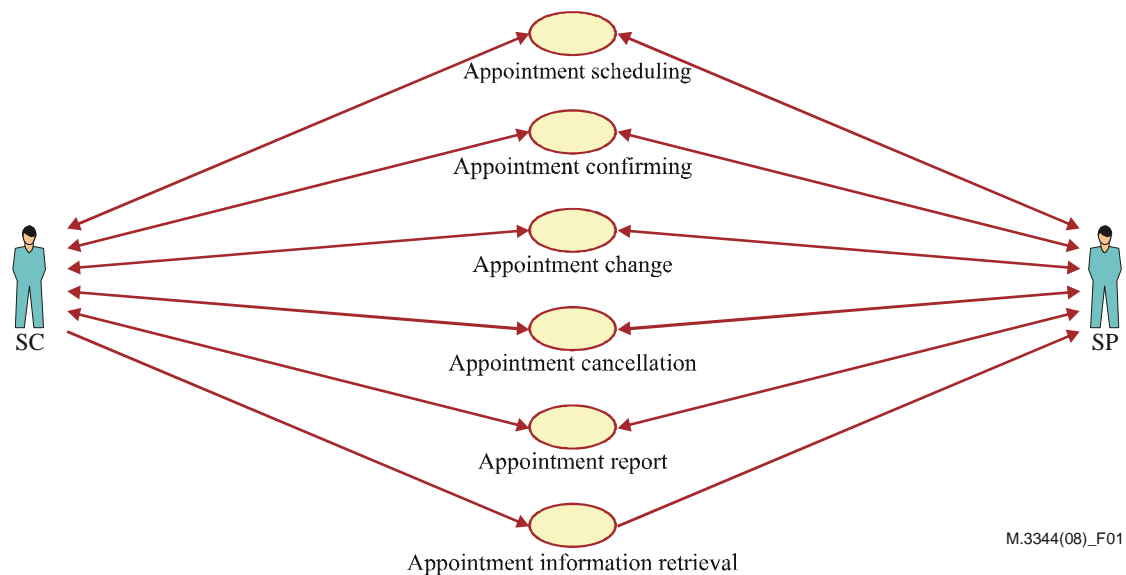 Appointment scheduling
Appointment confirming
Appointment change
SC
SP
Appointment cancellation
Appointment report
M.3344(08)_F01
Appointment information retrieval